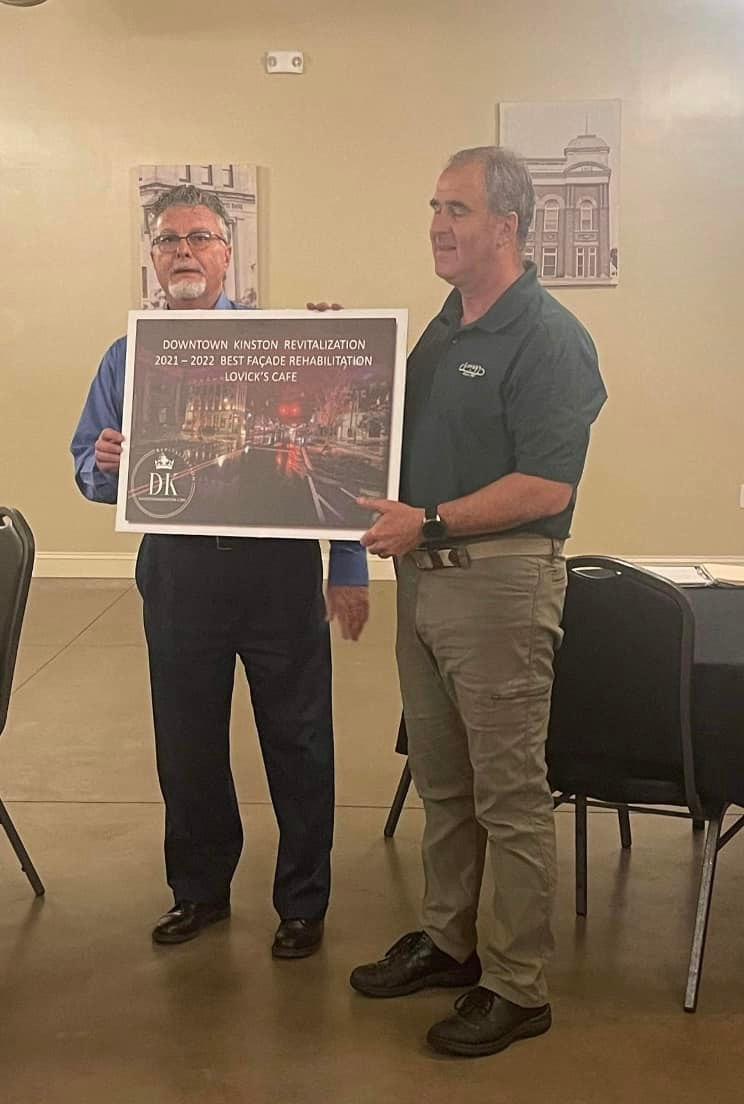 DOWNTOWN KINSTON REVITALIZATION
2021 – 2022 BEST FAÇADE REHABILITATION
LOVICK'S CAFE
DK